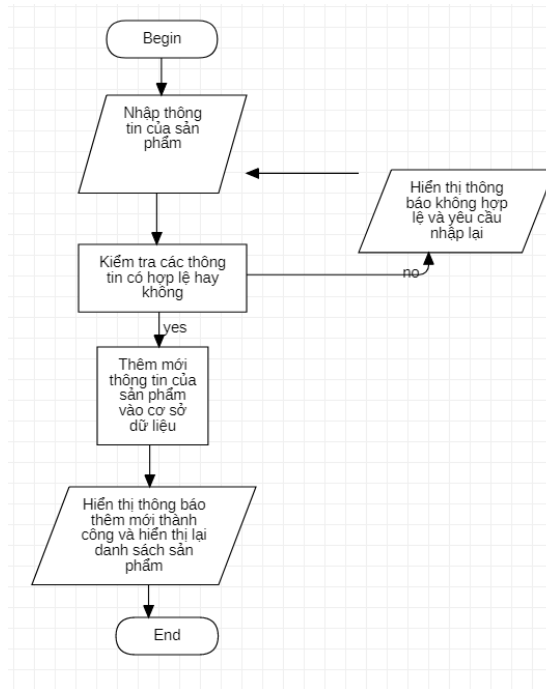 Begin
Nhập thông
tin của sản
phẩm
Hiển thị thông
báo không hợp
lệ và yêu cầu
nhập lại
Kiểm tra các thông
tin có hợp lệ hay
không
no
yes
Thêm mới
thông tin của
sản phẩm
vào cơ sở
dữ liệu
Hiển thị thông báo
thêm mới thành
công và hiển thị lại
danh sách sản
phẩm
End